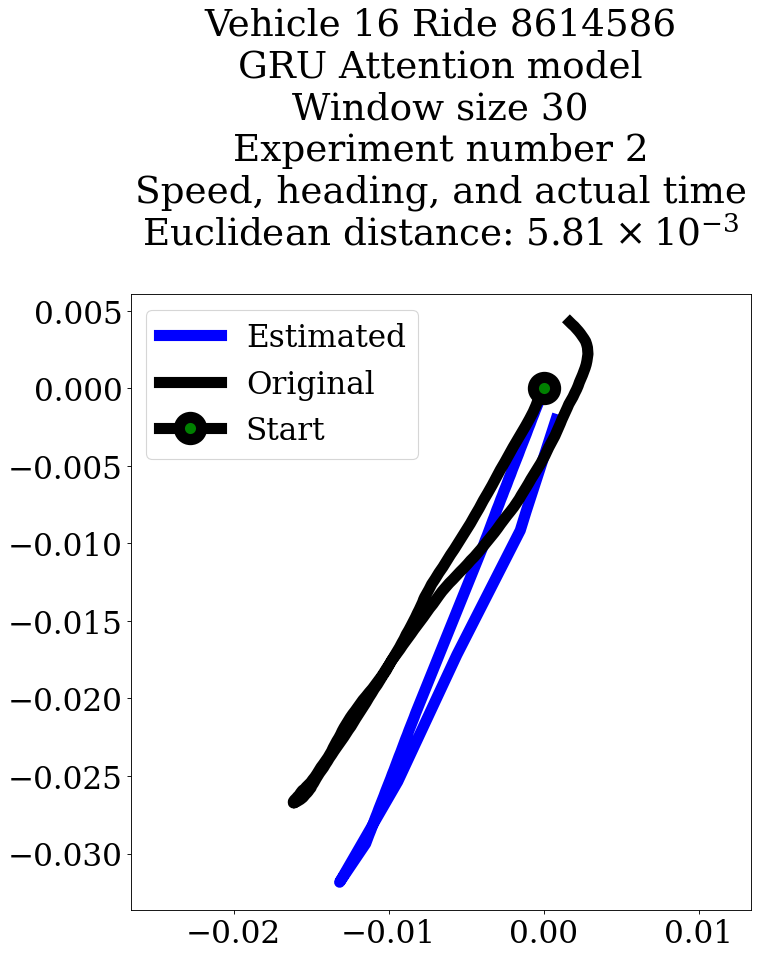 Vehicle 16 Ride 8614586
GRU Attention model
Window size 30
Experiment number 2
Speed, heading, and actual time
Euclidean distance: 5.81 × 10⁻³
0.005
0.000
−0.005
−0.010
−0.015
−0.020
−0.025
−0.030
Estimated
Original
Start
−0.02
−0.01
0.00
0.01